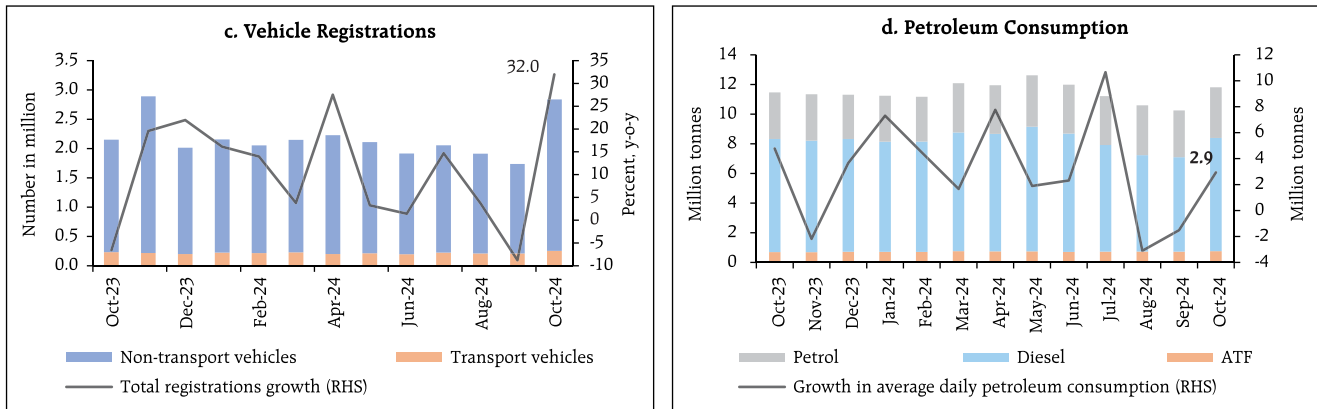 c. Vehicle Registrations
Number in million
3.5
3.0
2.5
2.0
1.5
1.0
0.5
0.0
35
30
25
20
15
10
5
0
-5
-10
Percent, y-o-y
32.0
Oct-23
Dec-23
Feb-24
Apr-24
Jun-24
Aug-24
Oct-24
Non-transport vehicles
Transport vehicles
Total registrations growth (RHS)
d. Petroleum Consumption
Million tonnes
14
12
10
8
6
4
2
0
12
10
8
6
4
2
0
-2
-4
Million tonnes
2.9
Oct-23
Nov-23
Dec-23
Jan-24
Feb-24
Mar-24
Apr-24
May-24
Jun-24
Jul-24
Aug-24
Sep-24
Oct-24
Petrol
Diesel
ATF
Growth in average daily petroleum consumption (RHS)